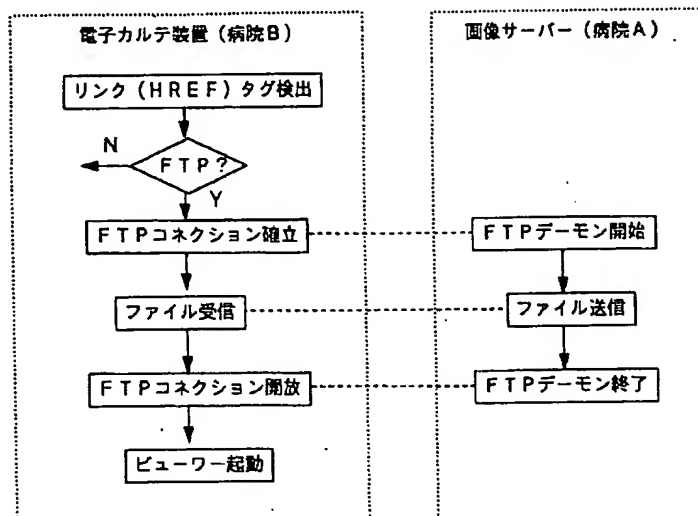 電子カルテ装置（病院B）
リンク（HREF）タグ検出
N
FTP？
Y
FTPコネクション確立
ファイル受信
FTPコネクション開放
ビューワー起動
画像サーバー（病院A）
FTPデーモン開始
ファイル送信
FTPデーモン終了